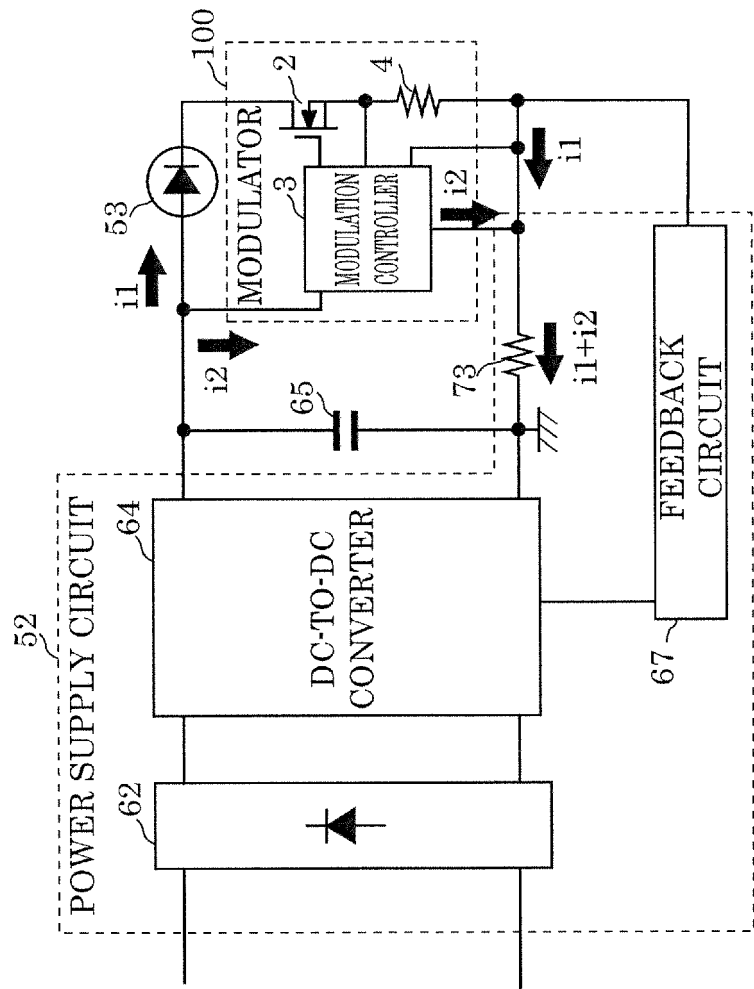 52
POWER SUPPLY CIRCUIT
62
64
DC-TO-DC
CONVERTER
65
i1
53
i2
100
MODULATOR
2
3
MODULATION
CONTROLLER
4
i2
i1
73
i1+i2
FEEDBACK
CIRCUIT
67